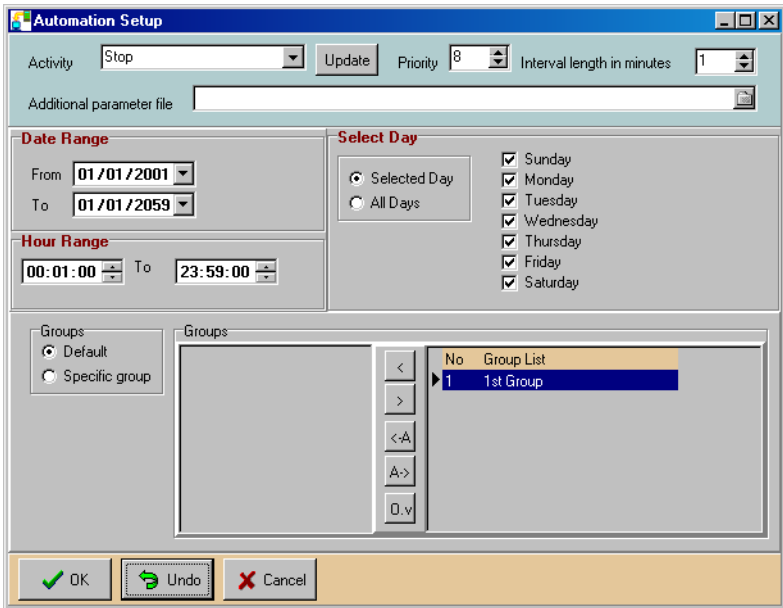 Automation Setup
Activity Stop Update Priority 8 Interval length in minutes 1
Additional parameter file
Date Range
From 01/01/2001
To 01/01/2059
Hour Range
00:01:00 To 23:59:00
Select Day
Selected Day
All Days
Sunday
Monday
Tuesday
Wednesday
Thursday
Friday
Saturday
Groups
Default
Specific group
Groups
<
>
<-A
A->
O.v
No Group List
1 1st Group
OK Undo Cancel